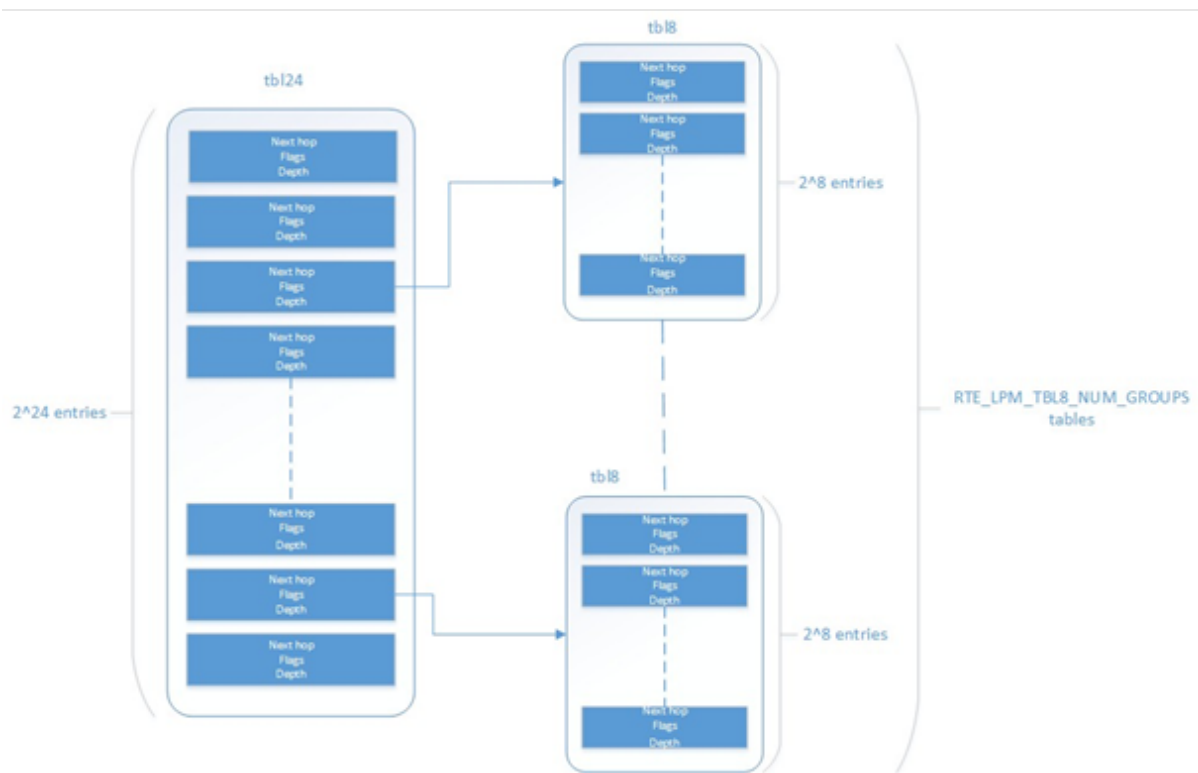 tbl24
Next hop
Flags
Depth
Next hop
Flags
Depth
Next hop
Flags
Depth
Next hop
Flags
Depth
Next hop
Flags
Depth
Next hop
Flags
Depth
Next hop
Flags
Depth
2^24 entries
tbl8
Next hop
Flags
Depth
Next hop
Flags
Depth
Next hop
Flags
Depth
2^8 entries
tbl8
Next hop
Flags
Depth
Next hop
Flags
Depth
Next hop
Flags
Depth
2^8 entries
RTE_LPM_TBL8_NUM_GROUPS
tables